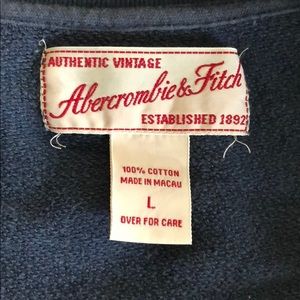 AUTHENTIC VINTAGE
Abercrombie & Fitch
ESTABLISHED 1892
100% COTTON
MADE IN MACAU
L
OVER FOR CARE